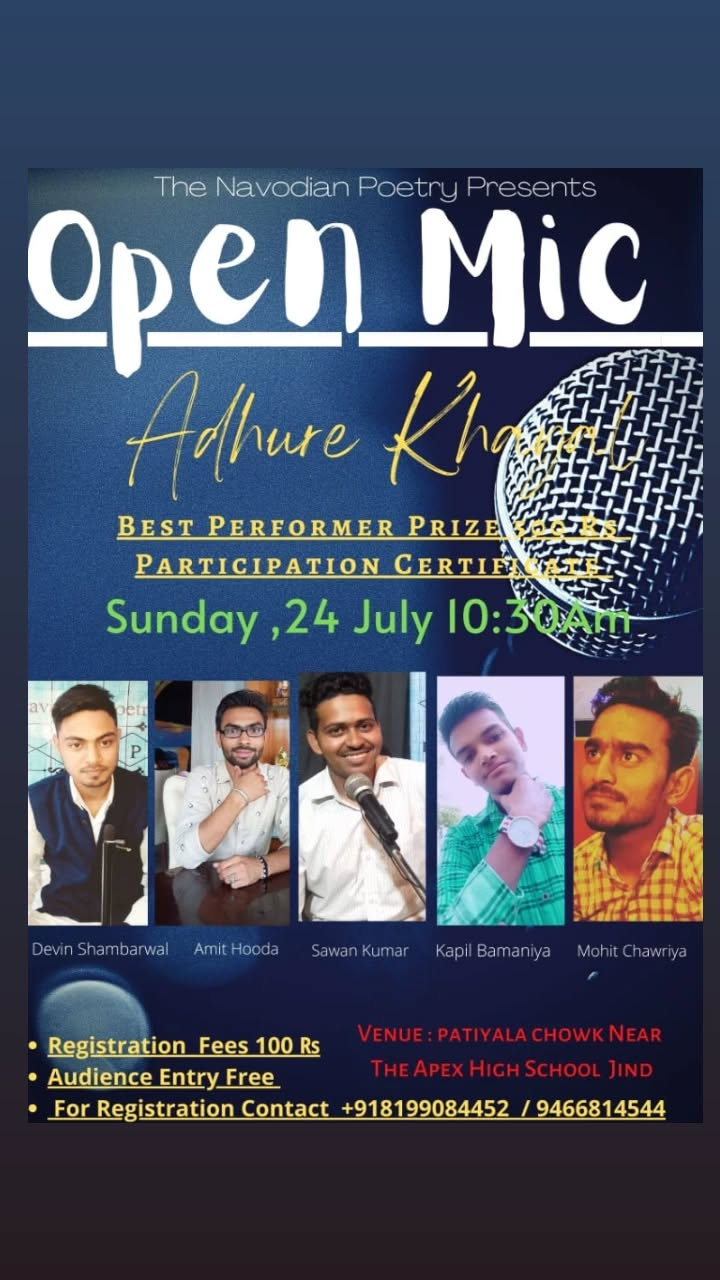 The Navodian Poetry Presents
Open Mic
Adhure Khayal
Best Performer Prize 500 Rs
Participation Certificate
Sunday ,24 July 10:30Am
Devin Shambarwal Amit Hooda Sawan Kumar Kapil Bamaniya Mohit Chawriya
• Registration Fees 100 ₨
• Audience Entry Free
• For Registration Contact +918199084452 / 9466814544
Venue : patiyala chowk Near
The Apex High School Jind